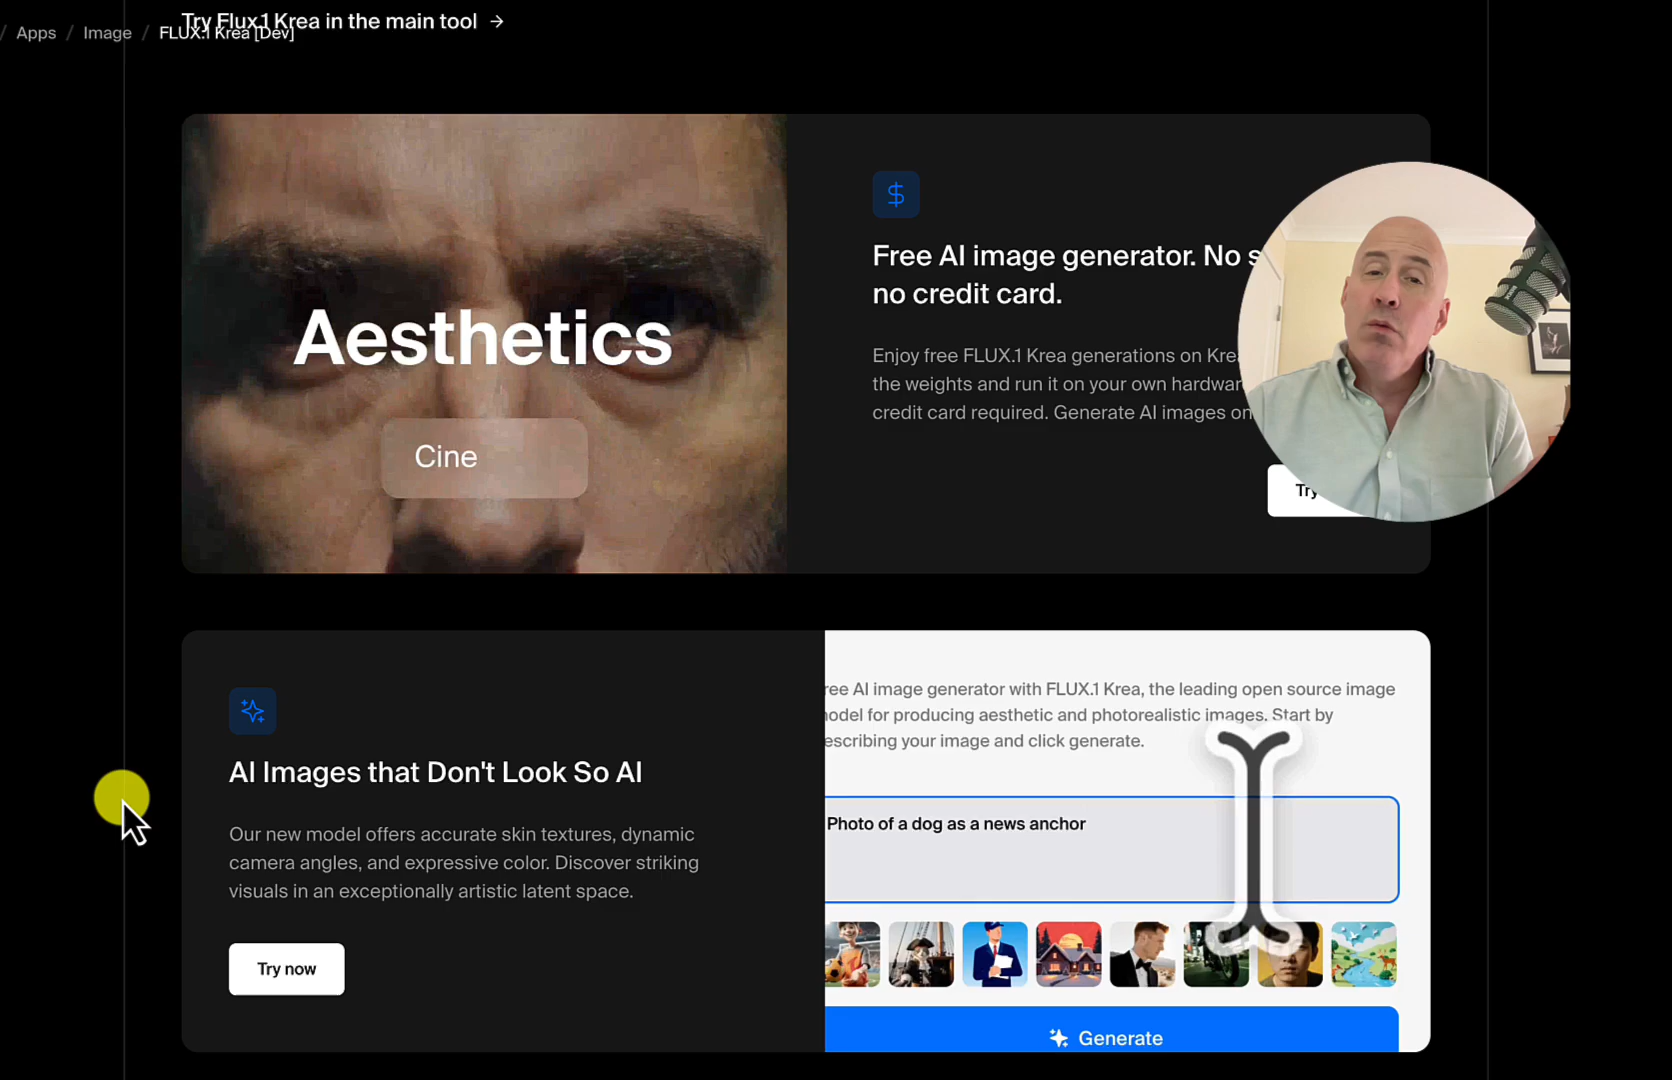 Try Flux.1 Krea in the main tool →
/ Apps / Image / FLUX.1 Krea [Dev]
Aesthetics
Cine
Free AI image generator. No
no credit card.
Enjoy free FLUX.1 Krea generations on
the weights and run it on your own
credit card required. Generate AI images on
Try
AI Images that Don't Look So AI
Our new model offers accurate skin textures, dynamic
camera angles, and expressive color. Discover striking
visuals in an exceptionally artistic latent space.
Try now
ree AI image generator with FLUX.1 Krea, the leading open source image
odel for producing aesthetic and photorealistic images. Start by
escribing your image and click generate.
Photo of a dog as a news anchor
Generate